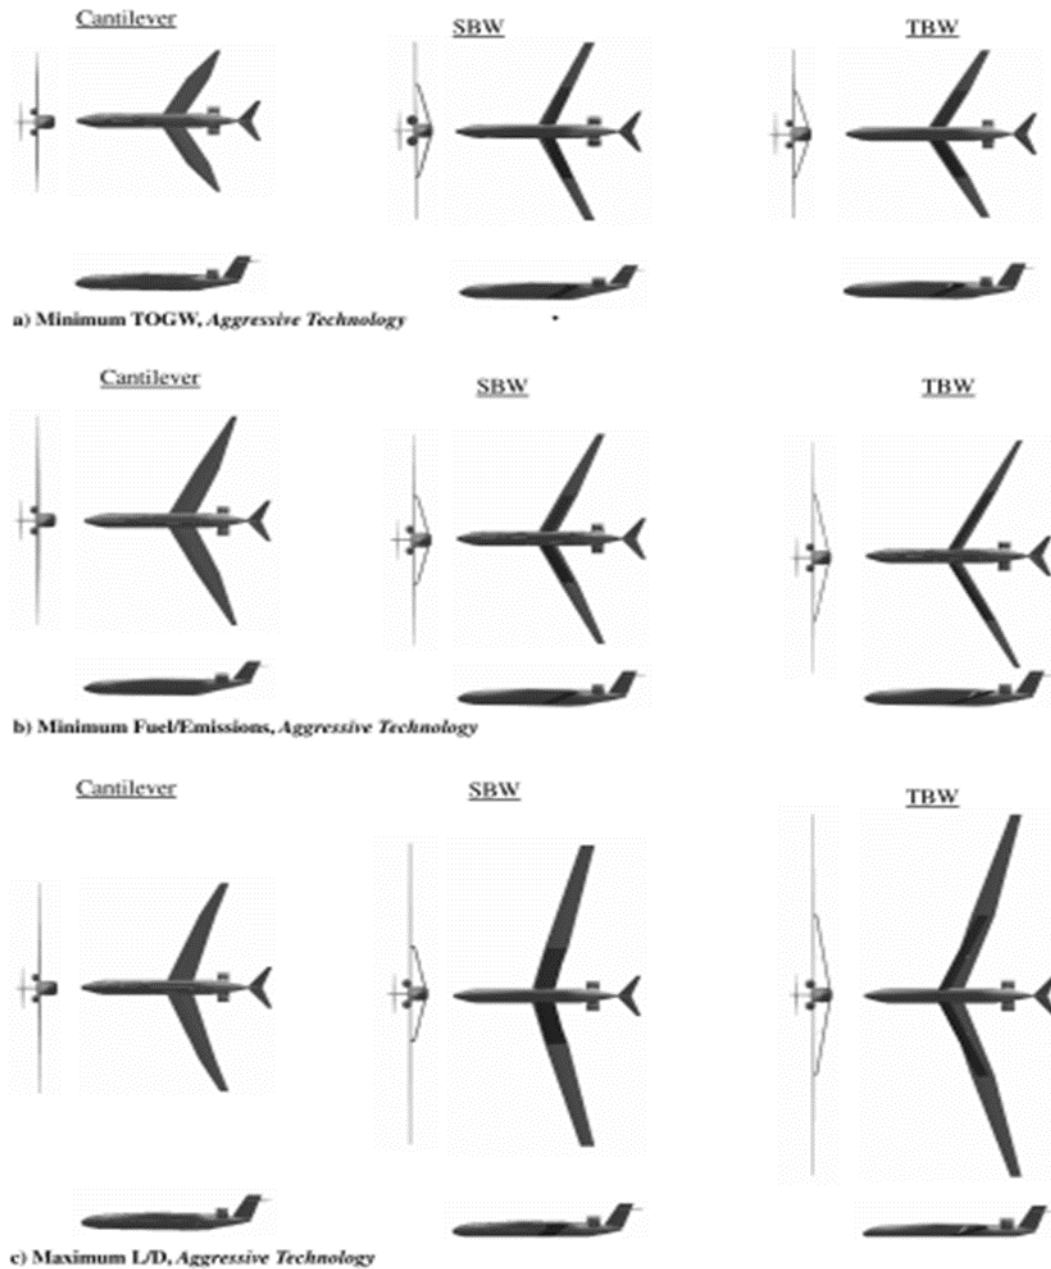 Cantilever SBW TBW
a) Minimum TOGW, Aggressive Technology
Cantilever SBW TBW
b) Minimum Fuel/Emissions, Aggressive Technology
Cantilever SBW TBW
c) Maximum L/D, Aggressive Technology